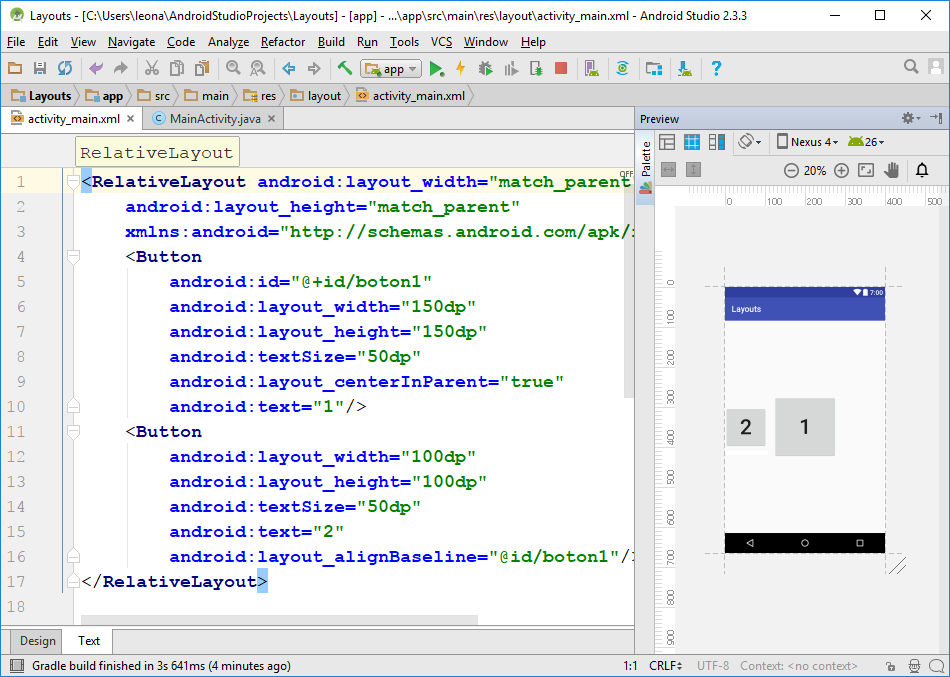 Layouts - [C:\Users\leona\AndroidStudioProjects\Layouts] - [app] - ...\app\src\main\res\layout\activity_main.xml - Android Studio 2.3.3
File Edit View Navigate Code Analyze Refactor Build Run Tools VCS Window Help
app
Layouts app src main res layout activity_main.xml
activity_main.xml MainActivity.java
RelativeLayout
1 <RelativeLayout android:layout_width="match_parent
2 android:layout_height="match_parent"
3 xmlns:android="http://schemas.android.com/apk/
4 <Button
5 android:id="@+id/boton1"
6 android:layout_width="150dp"
7 android:layout_height="150dp"
8 android:textSize="50dp"
9 android:layout_centerInParent="true"
10 android:text="1"/>
11 <Button
12 android:layout_width="100dp"
13 android:layout_height="100dp"
14 android:textSize="50dp"
15 android:text="2"
16 android:layout_alignBaseline="@id/boton1"/
17 </RelativeLayout>
18
Design Text
Preview
Palette
Nexus 4 26
20%
0 100 200 300 400 500
0
100
200
300
400
500
600
700
800
900
7:00
Layouts
2 1
Gradle build finished in 3s 641ms (4 minutes ago) 1:1 CRLF UTF-8 Context: <no context>